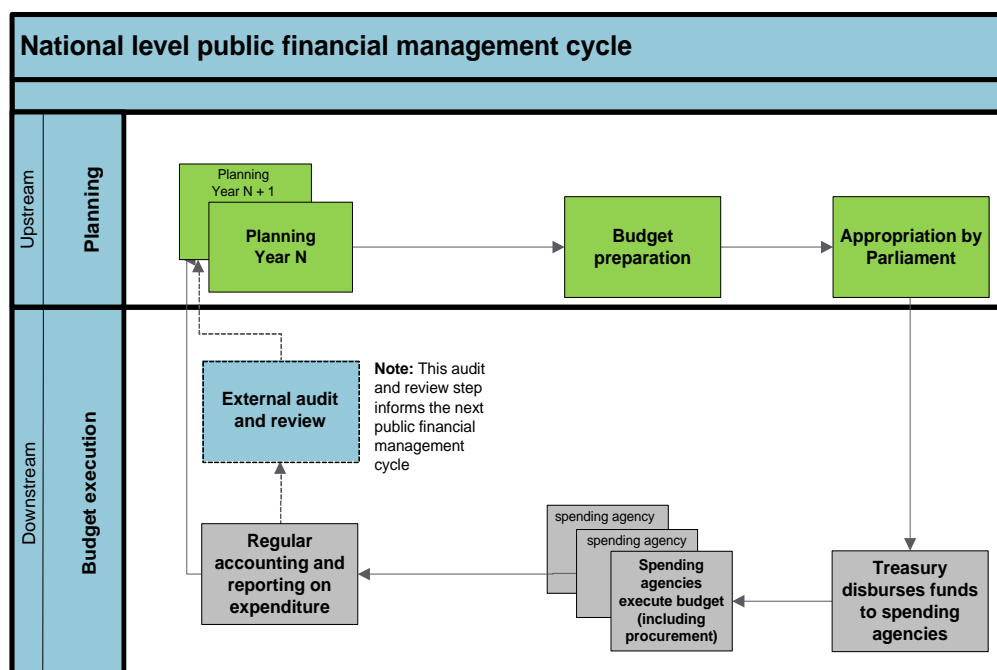 National level public financial management cycle
Upstream
Planning
Planning
Year N + 1
Planning
Year N
Budget
preparation
Appropriation by
Parliament
Downstream
Budget execution
External audit
and review
Note: This audit
and review step
informs the next
public financial
management
cycle
Regular
accounting and
reporting on
expenditure
spending agency
spending agency
Spending
agencies
execute budget
(including
procurement)
Treasury
disburses funds
to spending
agencies